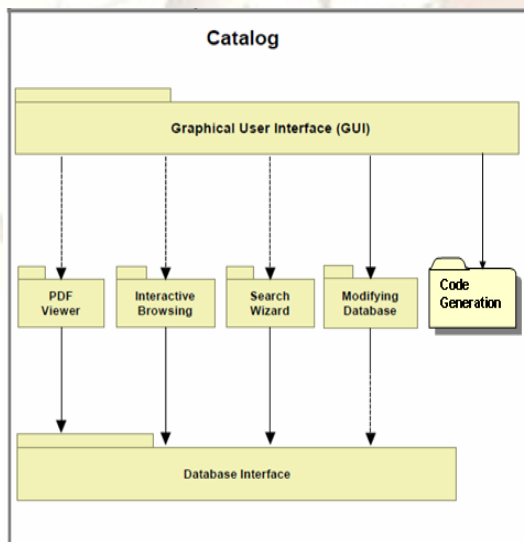 Catalog
Graphical User Interface (GUI)
PDF
Viewer
Interactive
Browsing
Search
Wizard
Modifying
Database
Code
Generation
Database Interface